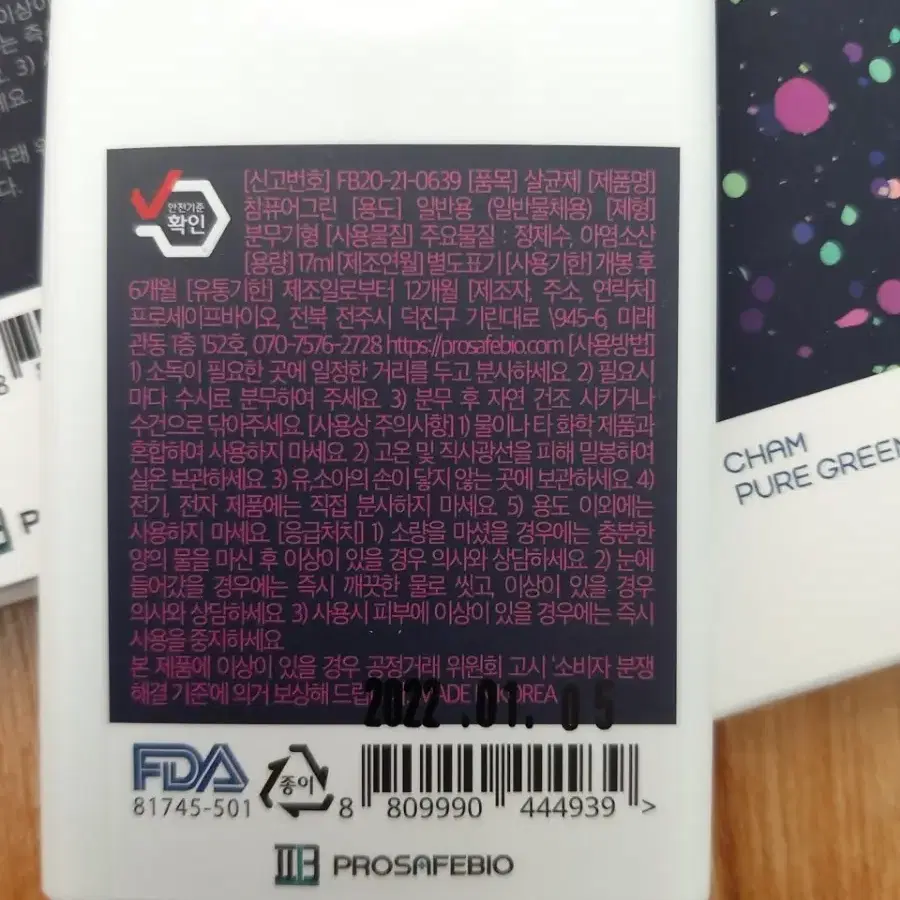 안전기준
확인
[신고번호] FB20-21-0639 [품목] 살균제 [제품명]
참퓨어그린 [용도] 일반용 (일반물체용) [제형]
분무기형 [사용물질] 주요물질 : 정제수, 아염소산
[용량] 17ml [제조연월] 별도표기 [사용기한] 개봉 후
6개월 [유통기한] 제조일로부터 12개월 [제조자, 주소, 연락처]
프로세이프바이오, 전북 전주시 덕진구 기린대로 \945-6, 미래
관동 1층 152호, 070-7576-2728 https://prosafebio.com [사용방법]
1) 소독이 필요한 곳에 일정한 거리를 두고 분사하세요 2) 필요시
마다 수시로 분무하여 주세요 3) 분무 후 자연 건조 시키거나
수건으로 닦아주세요. [사용상 주의사항] 1) 물이나 타 화학 제품과
혼합하여 사용하지 마세요 2) 고온 및 직사광선을 피해 밀봉하여
실온 보관하세요 3) 유.소아의 손이 닿지 않는 곳에 보관하세요 4)
전기, 전자 제품에는 직접 분사하지 마세요 5) 용도 이외에는
사용하지 마세요 [응급처치] 1) 소량을 마셨을 경우에는 충분한
양의 물을 마신 후 이상이 있을 경우 의사와 상담하세요 2) 눈에
들어갔을 경우에는 즉시 깨끗한 물로 씻고, 이상이 있을 경우
의사와 상담하세요 3) 사용시 피부에 이상이 있을 경우에는 즉시
사용을 중지하세요
본 제품에 이상이 있을 경우 공정거래 위원회 고시 '소비자 분쟁
해결 기준에 의거 보상해 드립 MADE KOREA
2022.01.05
FDA
81745-501
종이
8 809990 444939 >
PROSAFEBIO
CHAM
PURE GREEN